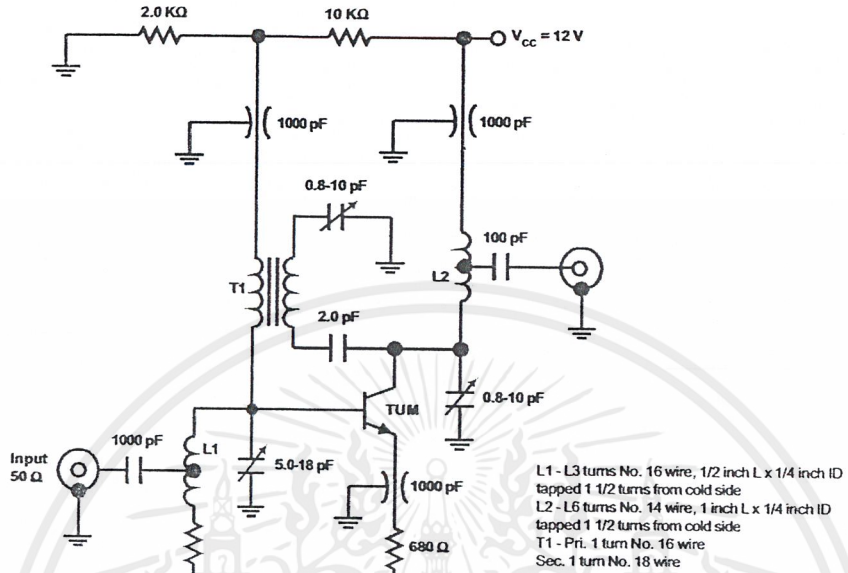 2.0 KΩ
10 KΩ
Vcc = 12 V
1000 pF
1000 pF
0.8-10 pF
100 pF
T1
L2
2.0 pF
TUM
0.8-10 pF
Input
50 Ω
1000 pF
L1
5.0-18 pF
1000 pF
680 Ω
L1 - L3 turns No. 16 wire, 1/2 inch L x 1/4 inch ID
tapped 1 1/2 turns from cold side
L2 - L6 turns No. 14 wire, 1 inch L x 1/4 inch ID
tapped 1 1/2 turns from cold side
T1 - Pri. 1 turn No. 16 wire
Sec. 1 turn No. 18 wire